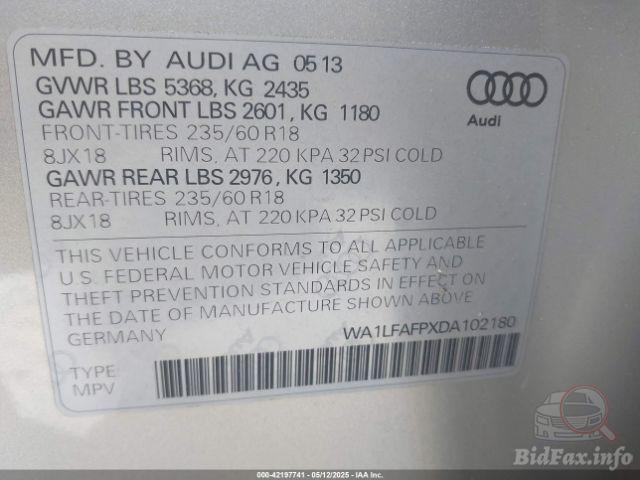 MFD. BY AUDI AG 0513
GVWR LBS 5368, KG 2435
GAWR FRONT LBS 2601, KG 1180
FRONT-TIRES 235/60 R18
8JX18 RIMS, AT 220 KPA 32 PSI COLD
GAWR REAR LBS 2976, KG 1350
REAR-TIRES 235/60 R18
8JX18 RIMS, AT 220 KPA 32 PSI COLD
Audi
THIS VEHICLE CONFORMS TO ALL APPLICABLE
U.S. FEDERAL MOTOR VEHICLE SAFETY AND
THEFT PREVENTION STANDARDS IN EFFECT ON
THE DATE OF MANUFACTURE SHOWN ABOVE.
GERMANY WA1LFAFPXDA102180
TYPE:
MPV
BidFax.info
000-42197741 - 05/12/2025 - IAA Inc.